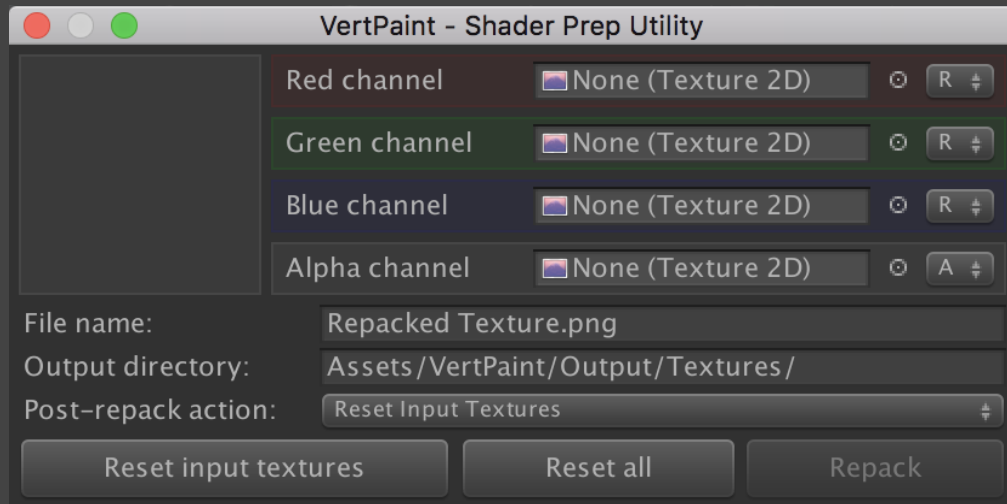 VertPaint - Shader Prep Utility
Red channel None (Texture 2D) R
Green channel None (Texture 2D) R
Blue channel None (Texture 2D) R
Alpha channel None (Texture 2D) A
File name: Repacked Texture.png
Output directory: Assets/VertPaint/Output/Textures/
Post-repack action: Reset Input Textures
Reset input textures Reset all Repack